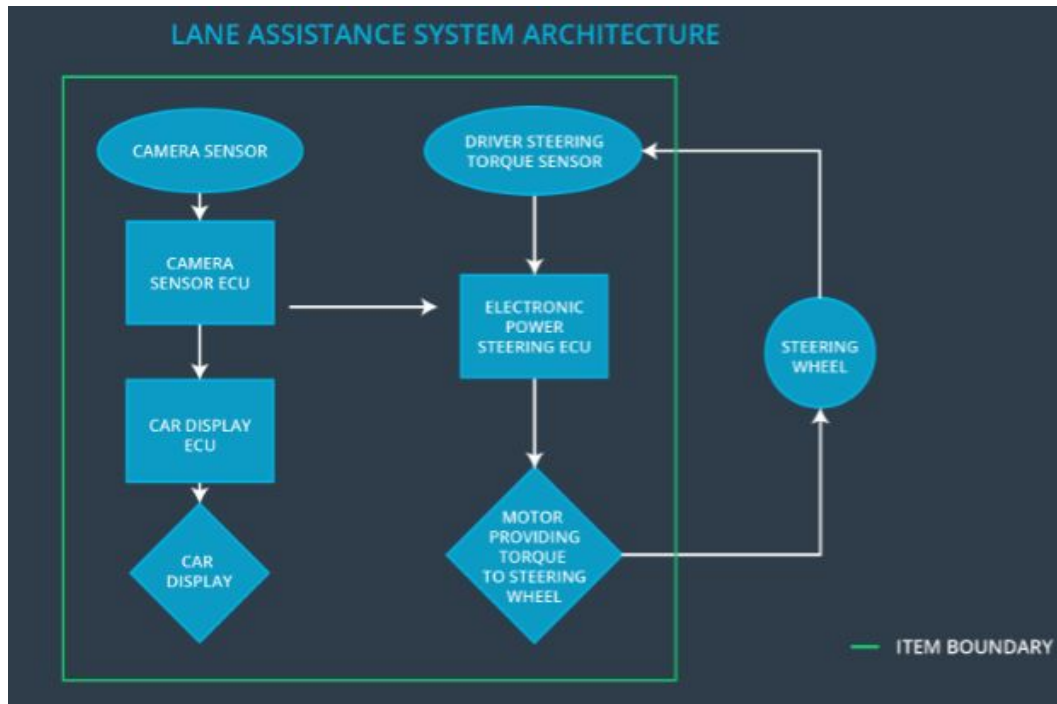 LANE ASSISTANCE SYSTEM ARCHITECTURE
CAMERA SENSOR
CAMERA
SENSOR ECU
CAR DISPLAY
ECU
CAR
DISPLAY
DRIVER STEERING
TORQUE SENSOR
ELECTRONIC
POWER
STEERING ECU
MOTOR
PROVIDING
TORQUE
TO STEERING
WHEEL
STEERING
WHEEL
ITEM BOUNDARY